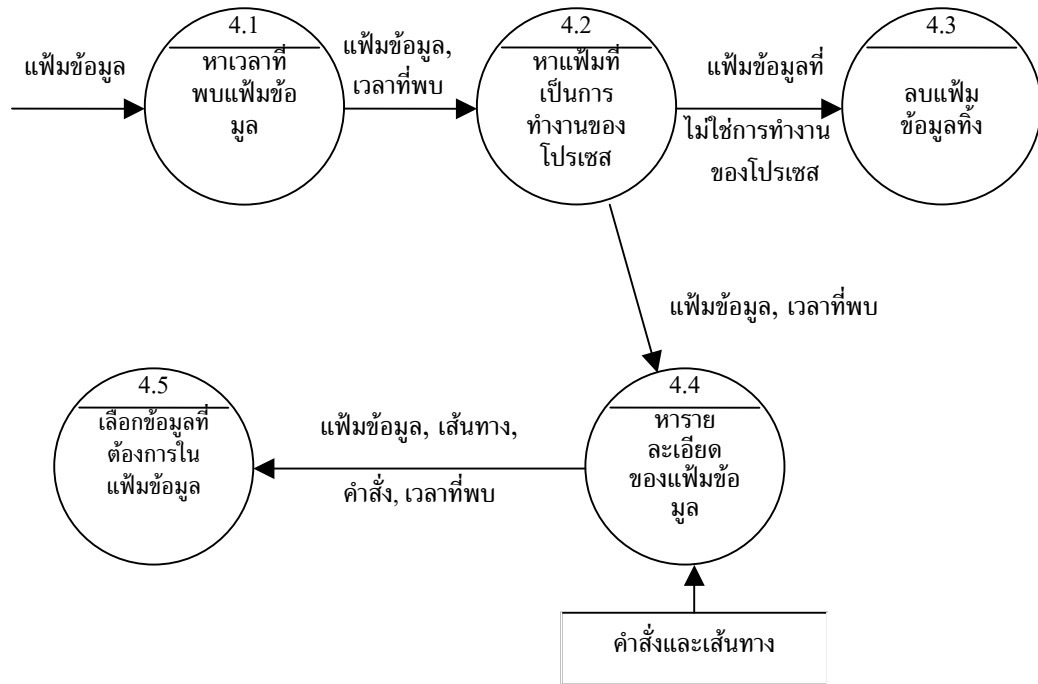 4.1
หาเวลาที่
พบแฟ้มข้อ
มูล
แฟ้มข้อมูล
แฟ้มข้อมูล,
เวลาที่พบ
4.2
หาแฟ้มที่
เป็นการ
ทำงานของ
โปรเซส
แฟ้มข้อมูลที่
ไม่ใช่การทำงาน
ของโปรเซส
4.3
ลบแฟ้ม
ข้อมูลทิ้ง
แฟ้มข้อมูล, เวลาที่พบ
4.4
หาราย
ละเอียด
ของแฟ้มข้อ
มูล
แฟ้มข้อมูล, เส้นทาง,
คำสั่ง, เวลาที่พบ
4.5
เลือกข้อมูลที่
ต้องการใน
แฟ้มข้อมูล
คำสั่งและเส้นทาง